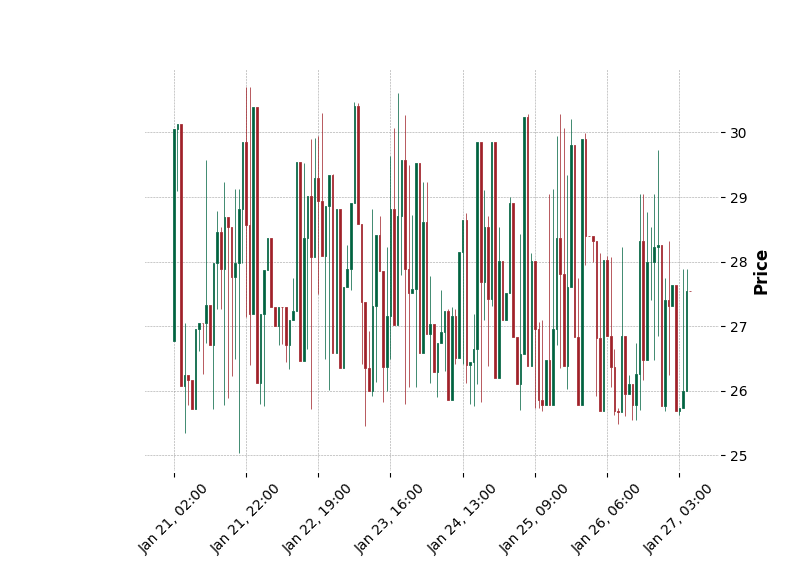 30
29
28
27
26
25
Price
Jan 21, 02:00
Jan 21, 22:00
Jan 22, 19:00
Jan 23, 16:00
Jan 24, 13:00
Jan 25, 09:00
Jan 26, 06:00
Jan 27, 03:00